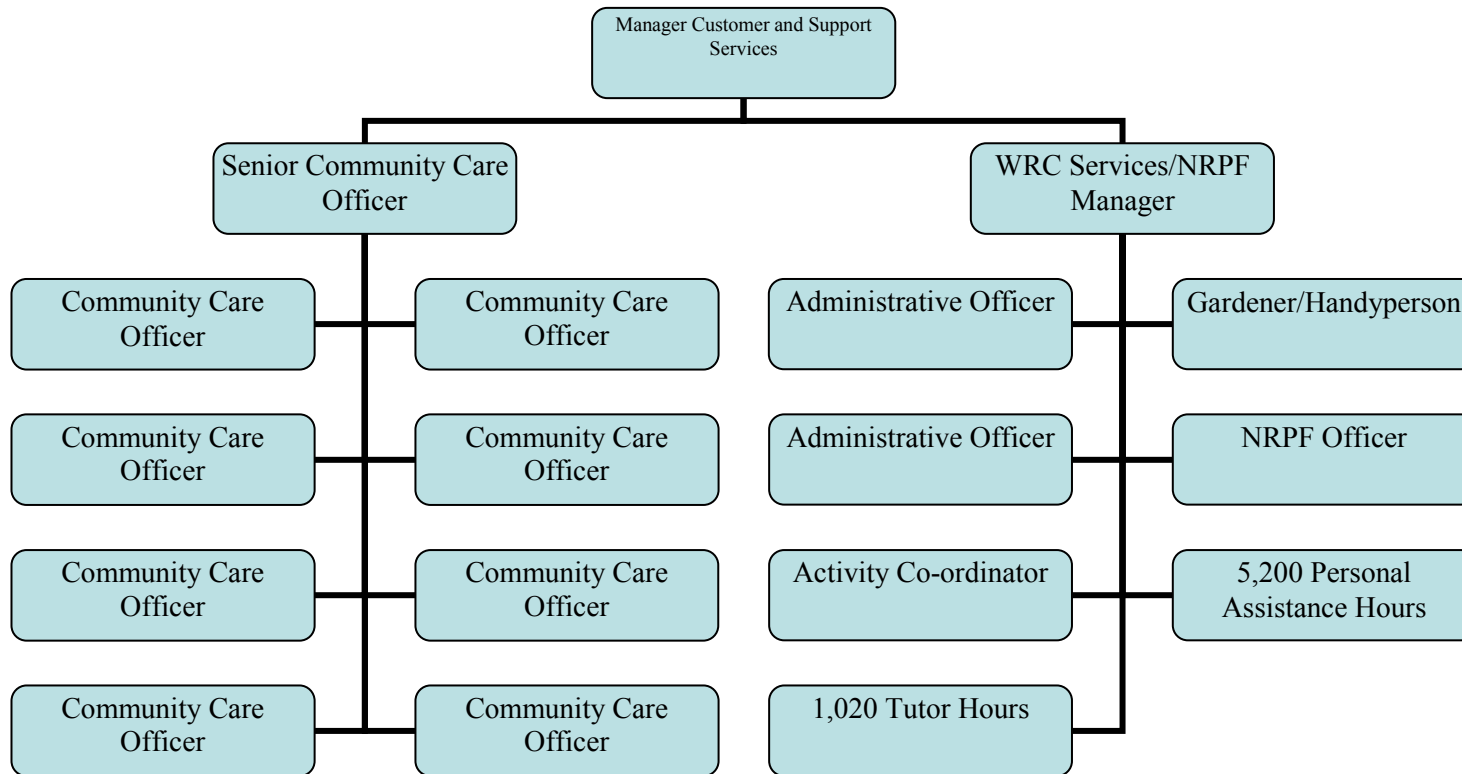 Manager Customer and Support
Services
Senior Community Care
Officer
WRC Services/NRPF
Manager
Community Care
Officer
Community Care
Officer
Administrative Officer
Gardener/Handyperson
Community Care
Officer
Community Care
Officer
Administrative Officer
NRPF Officer
Community Care
Officer
Community Care
Officer
Activity Co-ordinator
5,200 Personal
Assistance Hours
Community Care
Officer
Community Care
Officer
1,020 Tutor Hours